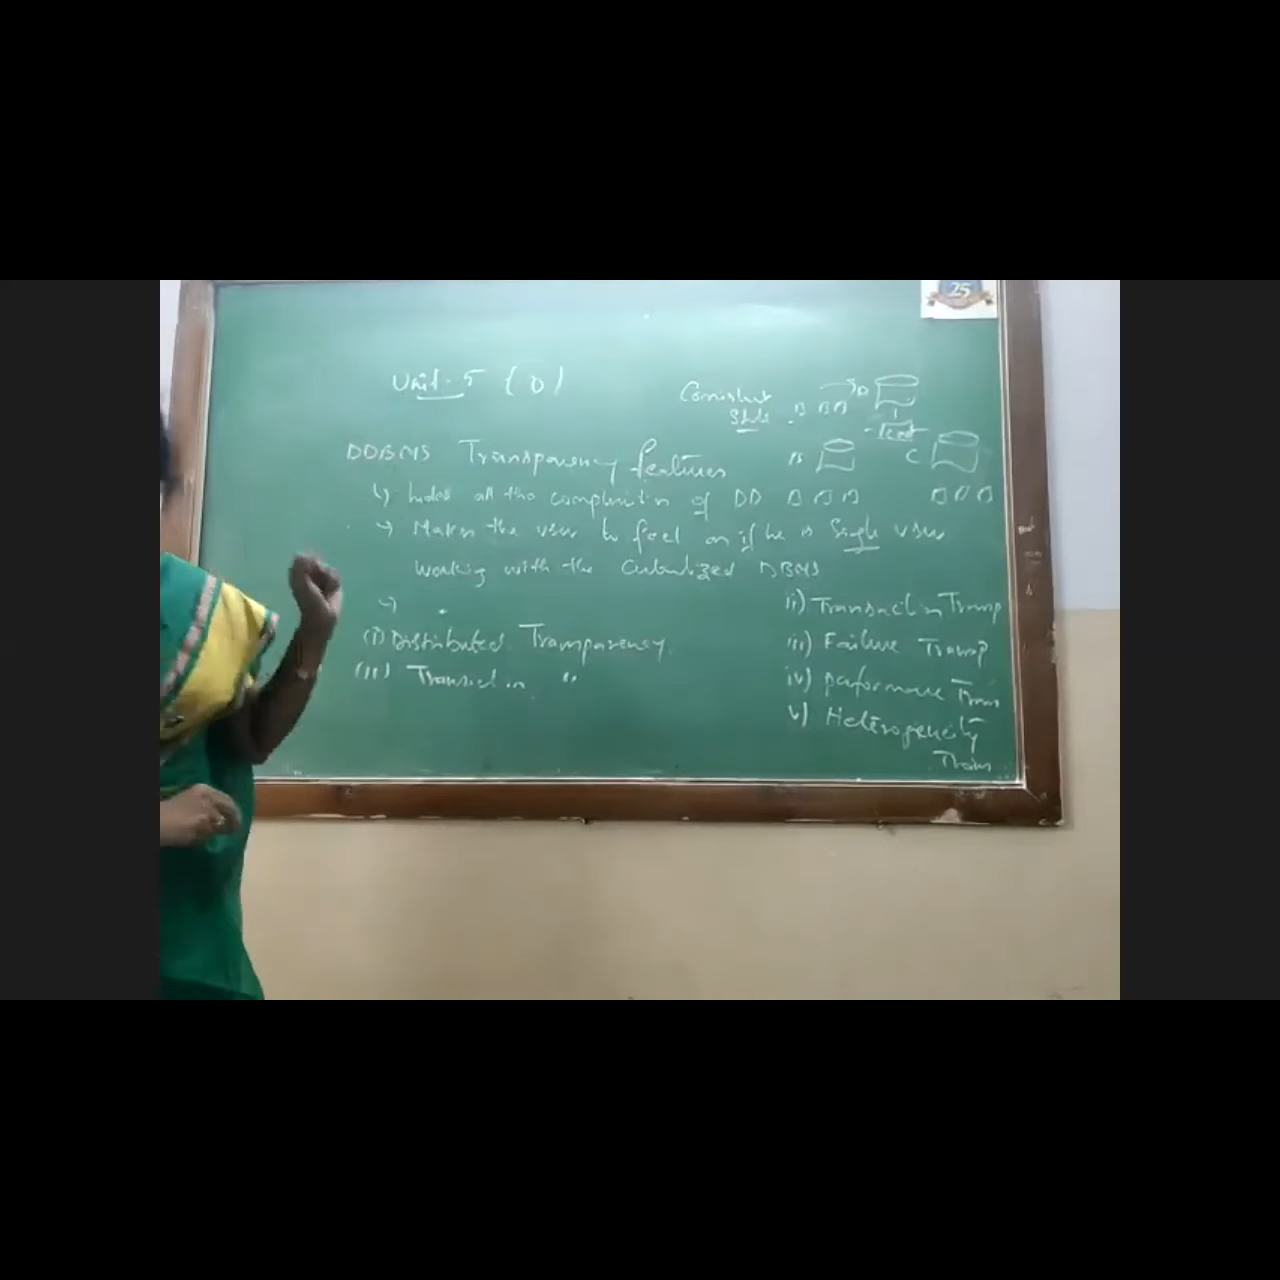 Unit-5 (D)
DDBMS Transparency features
↳ hides all the complexities of DD
→ Makes the user to feel as if he is single user
working with the Centralized DBMS
→
(i) Distributed Transparency
(ii) Transaction "
Consistent
State
D
B
C
ii) Transaction Transp
iii) Failure Transp
iv) performance Tran
v) Heterogeneity
Trans
25